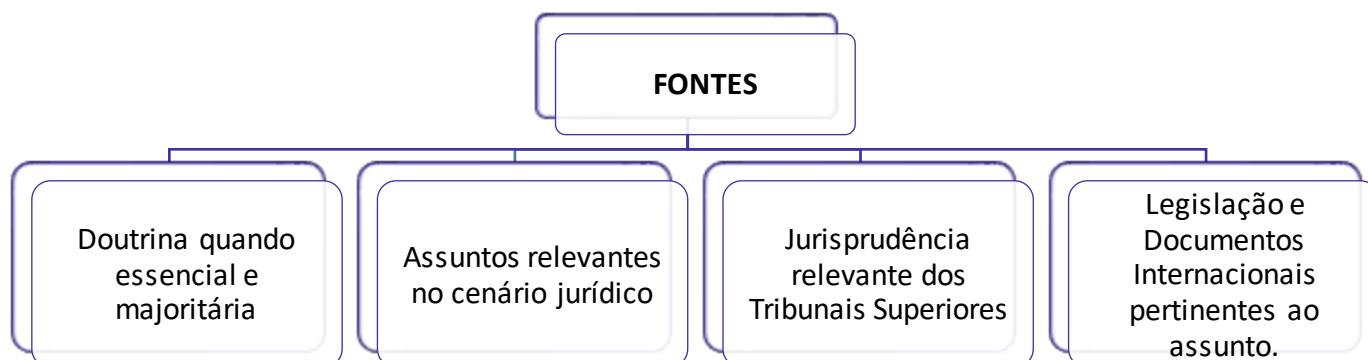 FONTES
Doutrina quando
essencial e
majoritária
Assuntos relevantes
no cenário jurídico
Jurisprudência
relevante dos
Tribunais Superiores
Legislação e
Documentos
Internacionais
pertinentes ao
assunto.